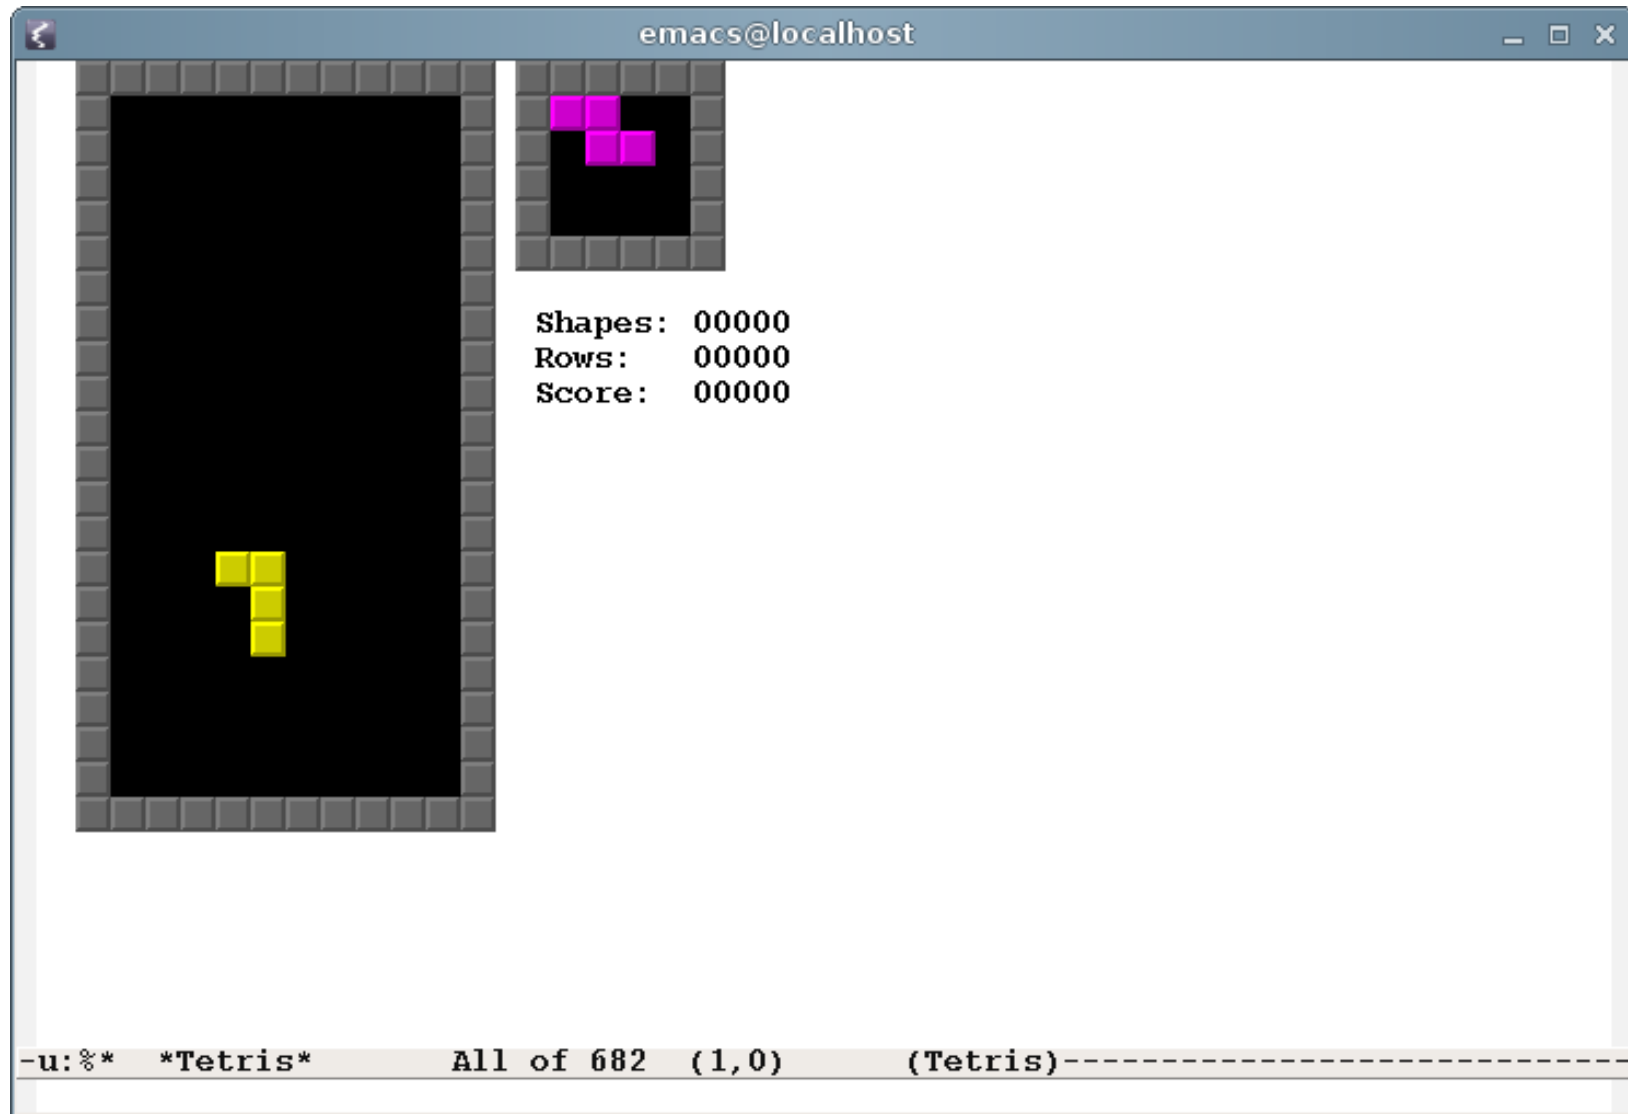 emacs@localhost
Shapes: 00000
Rows: 00000
Score: 00000
-u:%* *Tetris* All of 682 (1,0) (Tetris)-----------------------------